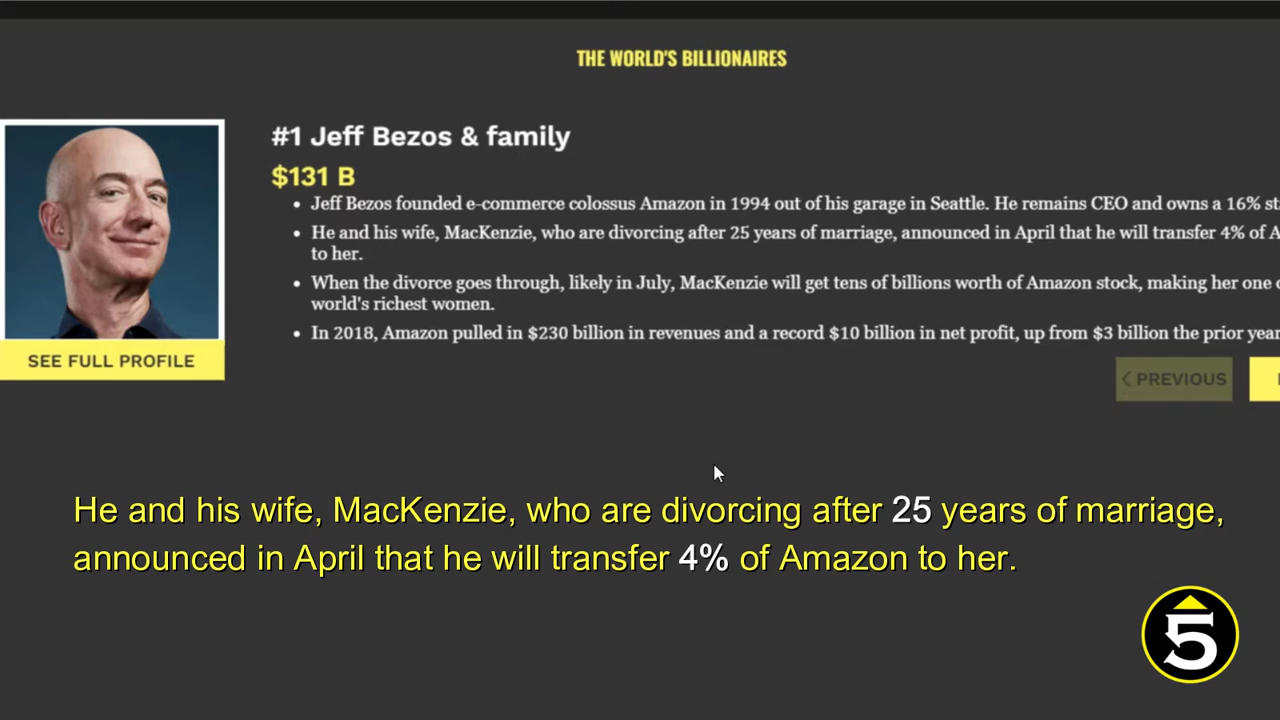 THE WORLD'S BILLIONAIRES
#1 Jeff Bezos & family
$131 B
• Jeff Bezos founded e-commerce colossus Amazon in 1994 out of his garage in Seattle. He remains CEO and owns a 16%
• He and his wife, MacKenzie, who are divorcing after 25 years of marriage, announced in April that he will transfer 4% of
to her.
• When the divorce goes through, likely in July, MacKenzie will get tens of billions worth of Amazon stock, making her one
world's richest women.
• In 2018, Amazon pulled in $230 billion in revenues and a record $10 billion in net profit, up from $3 billion the prior year
SEE FULL PROFILE
< PREVIOUS
He and his wife, MacKenzie, who are divorcing after 25 years of marriage,
announced in April that he will transfer 4% of Amazon to her.
5